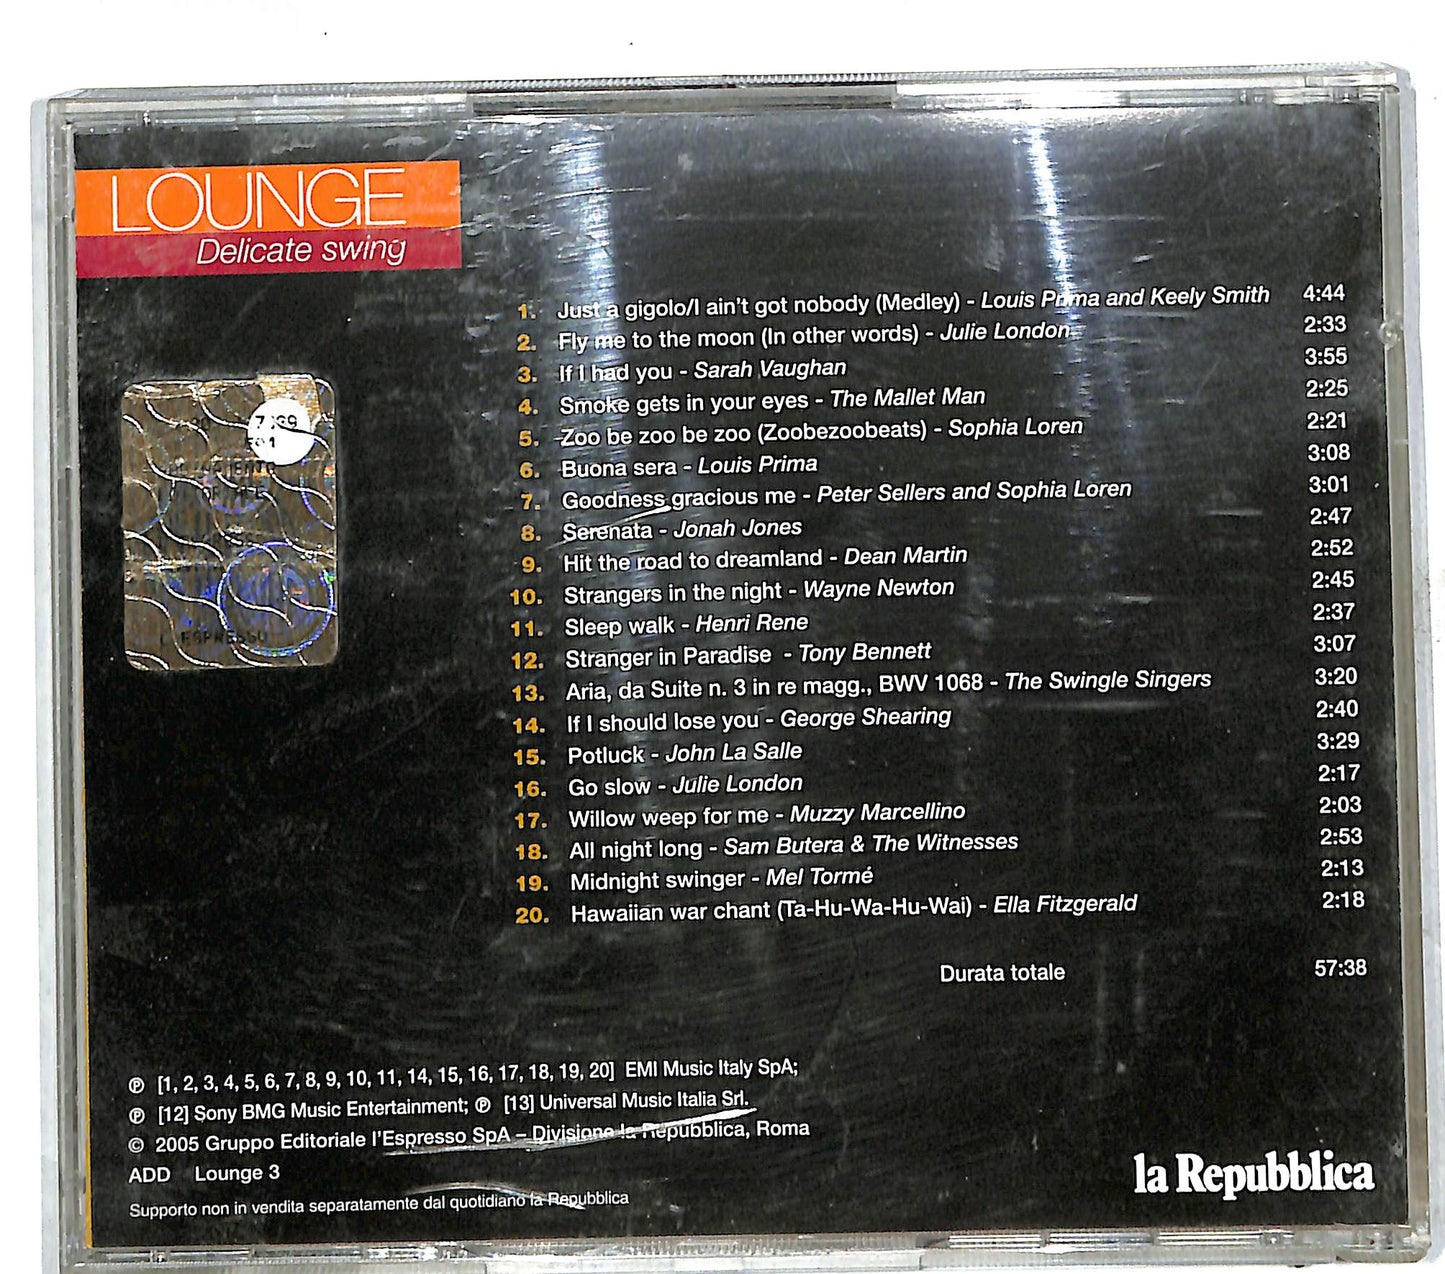 LOUNGE
Delicate swing
1. Just a gigolo/I ain't got nobody (Medley) - Louis Prima and Keely Smith 4:44
2. Fly me to the moon (In other words) - Julie London 2:33
3. If I had you - Sarah Vaughan 3:55
4. Smoke gets in your eyes - The Mallet Man 2:25
5. Zoo be zoo be zoo (Zoobezoobeats) - Sophia Loren 2:21
6. Buona sera - Louis Prima 3:08
7. Goodness gracious me - Peter Sellers and Sophia Loren 3:01
8. Serenata - Jonah Jones 2:47
9. Hit the road to dreamland - Dean Martin 2:52
10. Strangers in the night - Wayne Newton 2:45
11. Sleep walk - Henri Rene 2:37
12. Stranger in Paradise - Tony Bennett 3:07
13. Aria, da Suite n. 3 in re magg., BWV 1068 - The Swingle Singers 3:20
14. If I should lose you - George Shearing 2:40
15. Potluck - John La Salle 3:29
16. Go slow - Julie London 2:17
17. Willow weep for me - Muzzy Marcellino 2:03
18. All night long - Sam Butera & The Witnesses 2:53
19. Midnight swinger - Mel Tormé 2:13
20. Hawaiian war chant (Ta-Hu-Wa-Hu-Wai) - Ella Fitzgerald 2:18
Durata totale 57:38
℗ [1, 2, 3, 4, 5, 6, 7, 8, 9, 10, 11, 14, 15, 16, 17, 18, 19, 20] EMI Music Italy SpA;
℗ [12] Sony BMG Music Entertainment; ℗ [13] Universal Music Italia Srl.
© 2005 Gruppo Editoriale l'Espresso SpA – Divisione la Repubblica, Roma
ADD Lounge 3
Supporto non in vendita separatamente dal quotidiano la Repubblica
la Repubblica
ESPRESSO